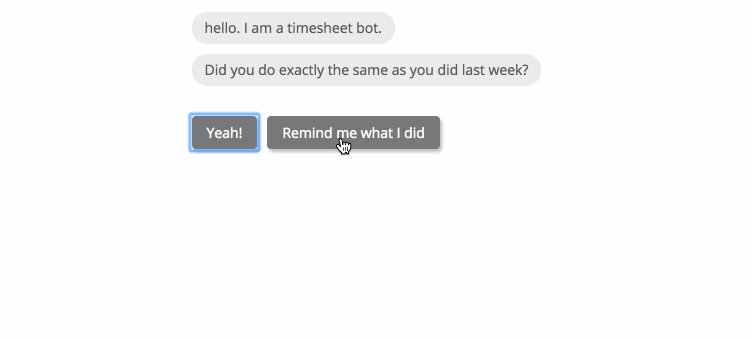 hello. I am a timesheet bot.
Did you do exactly the same as you did last week?
Yeah! Remind me what I did